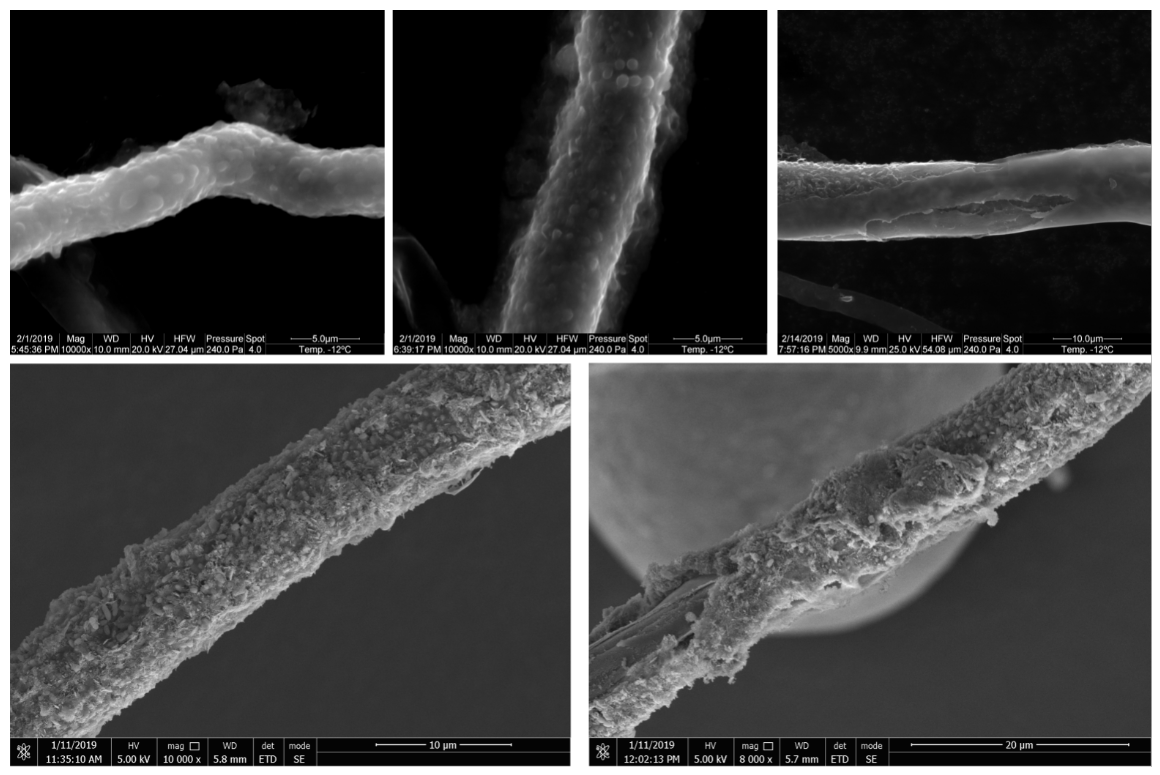 2/1/2019 Mag WD HV HFW Pressure Spot 5.0µm
5:45:36 PM 10000x 10.0 mm 20.0 kV 27.04 µm 240.0 Pa 4.0 Temp. -12°C
2/1/2019 Mag WD HV HFW Pressure Spot 5.0µm
6:39:17 PM 10000x 10.0 mm 20.0 kV 27.04 µm 240.0 Pa 4.0 Temp. -12°C
2/14/2019 Mag WD HV HFW Pressure Spot 10.0µm
7:57:16 PM 5000x 9.9 mm 25.0 kV 54.08 µm 240.0 Pa 4.0 Temp. -12°C
1/11/2019 HV mag WD det mode 10 µm
11:35:10 AM 5.00 kV 10 000 x 5.8 mm ETD SE
1/11/2019 HV mag WD det mode 20 µm
12:02:13 PM 5.00 kV 8 000 x 5.7 mm ETD SE